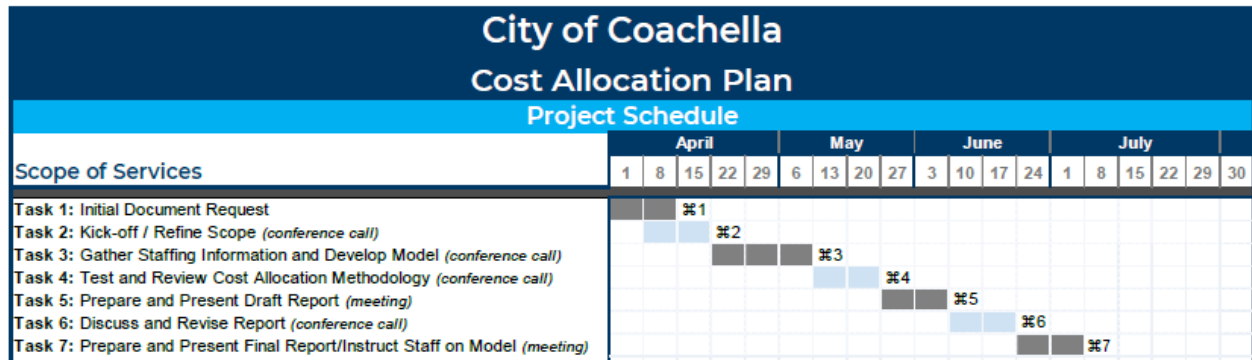 City of Coachella
Cost Allocation Plan
Project Schedule
April May June July
Scope of Services 1 8 15 22 29 6 13 20 27 3 10 17 24 1 8 15 22 29 30
Task 1: Initial Document Request ⌘1
Task 2: Kick-off / Refine Scope (conference call) ⌘2
Task 3: Gather Staffing Information and Develop Model (conference call) ⌘3
Task 4: Test and Review Cost Allocation Methodology (conference call) ⌘4
Task 5: Prepare and Present Draft Report (meeting) ⌘5
Task 6: Discuss and Revise Report (conference call) ⌘6
Task 7: Prepare and Present Final Report/Instruct Staff on Model (meeting) ⌘7